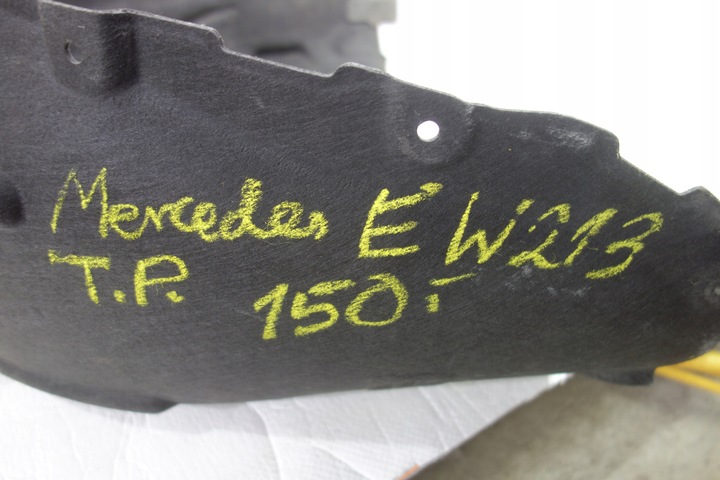 Mercedes E W213
T.P. 150.-